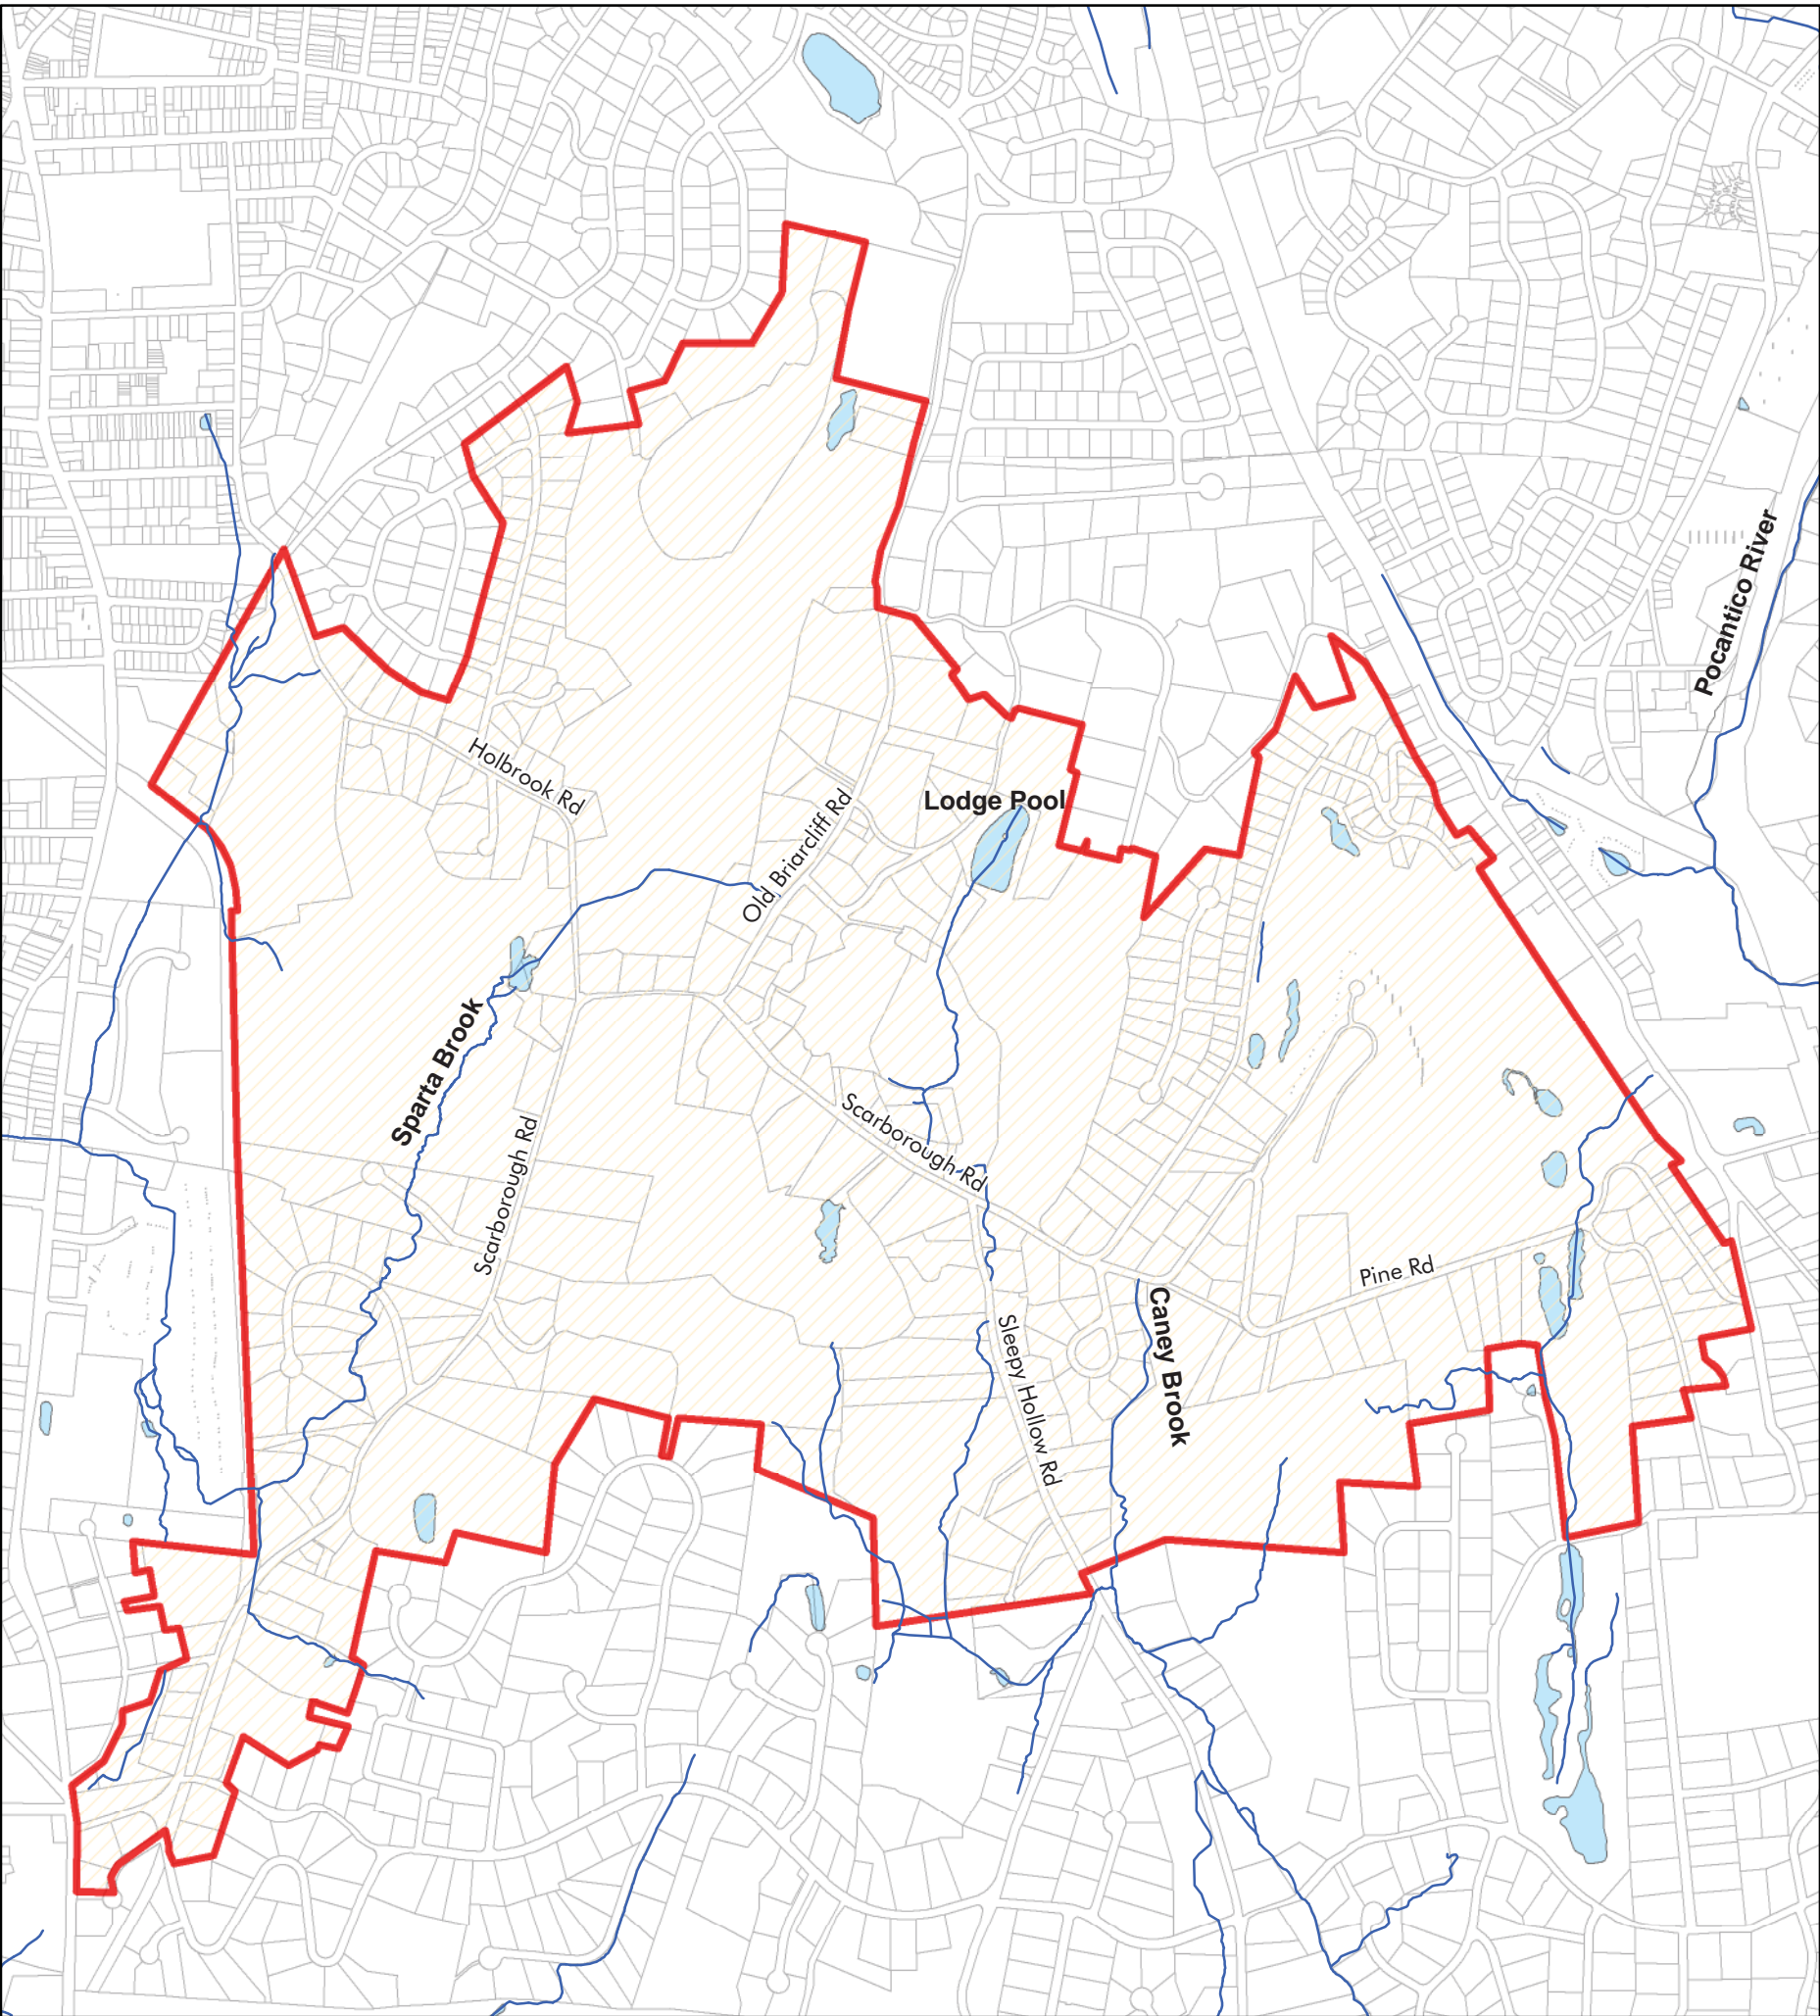 Pocantico River
Holbrook Rd
Lodge Pool
Old Briarcliff Rd
Sparta Brook
Scarborough Rd
Scarborough Rd
Pine Rd
Caney Brook
Sleepy Hollow Rd